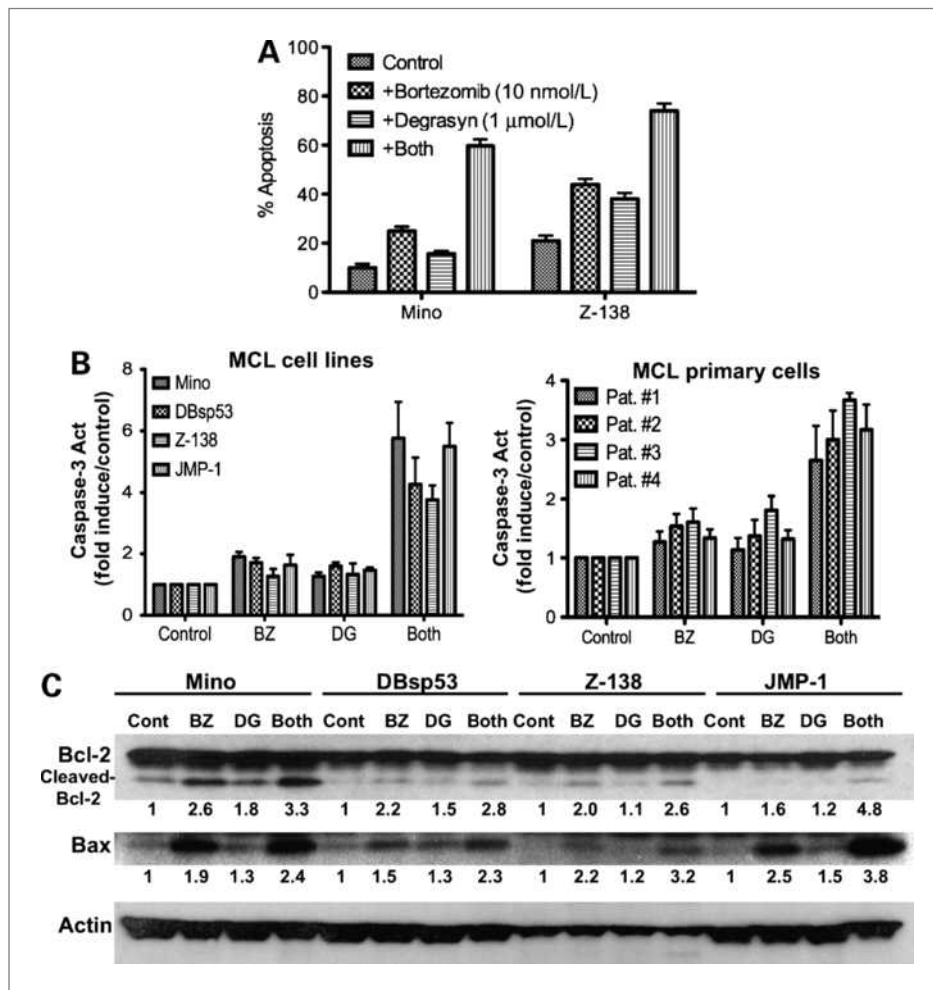 A
100
80
60
40
20
0
% Apoptosis
Control
+Bortezomib (10 nmol/L)
+Degrasyn (1 μmol/L)
+Both
Mino Z-138
B
MCL cell lines
8
6
4
2
0
Caspase-3 Act
(fold induce/control)
Mino
DBsp53
Z-138
JMP-1
Control BZ DG Both
MCL primary cells
4
3
2
1
0
Caspase-3 Act
(fold induce/control)
Pat. #1
Pat. #2
Pat. #3
Pat. #4
Control BZ DG Both
C
Mino DBsp53 Z-138 JMP-1
Cont BZ DG Both Cont BZ DG Both Cont BZ DG Both Cont BZ DG Both
Bcl-2
Cleaved-
Bcl-2
1 2.6 1.8 3.3 1 2.2 1.5 2.8 1 2.0 1.1 2.6 1 1.6 1.2 4.8
Bax
1 1.9 1.3 2.4 1 1.5 1.3 2.3 1 2.2 1.2 3.2 1 2.5 1.5 3.8
Actin